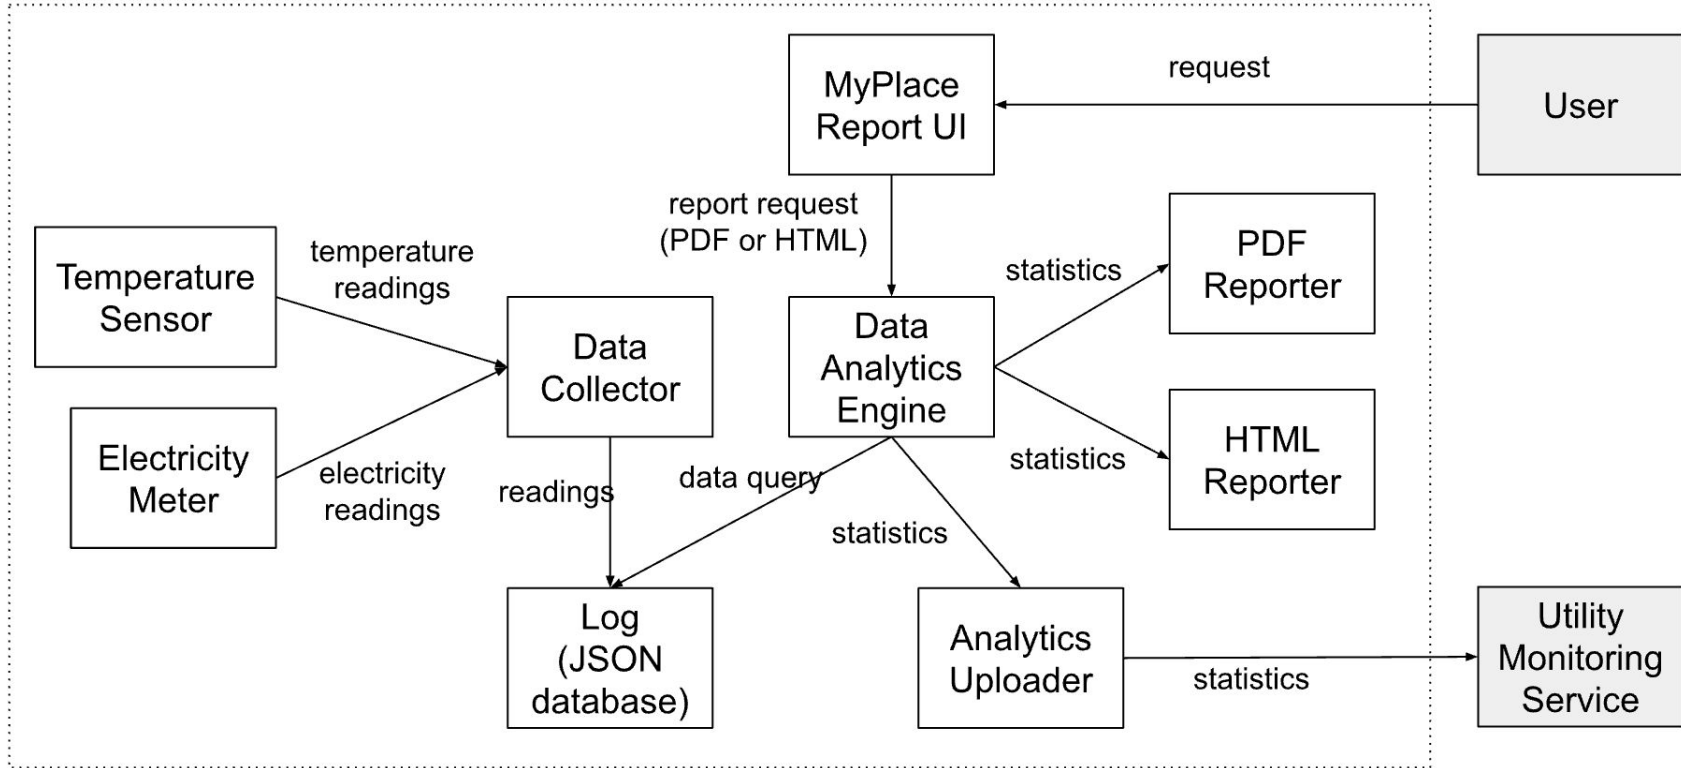 MyPlace
Report UI
request
User
report request
(PDF or HTML)
PDF
Reporter
statistics
Temperature
Sensor
temperature
readings
Data
Collector
Data
Analytics
Engine
Electricity
Meter
electricity
readings
HTML
Reporter
statistics
readings
data query
statistics
Log
(JSON
database)
Analytics
Uploader
statistics
Utility
Monitoring
Service